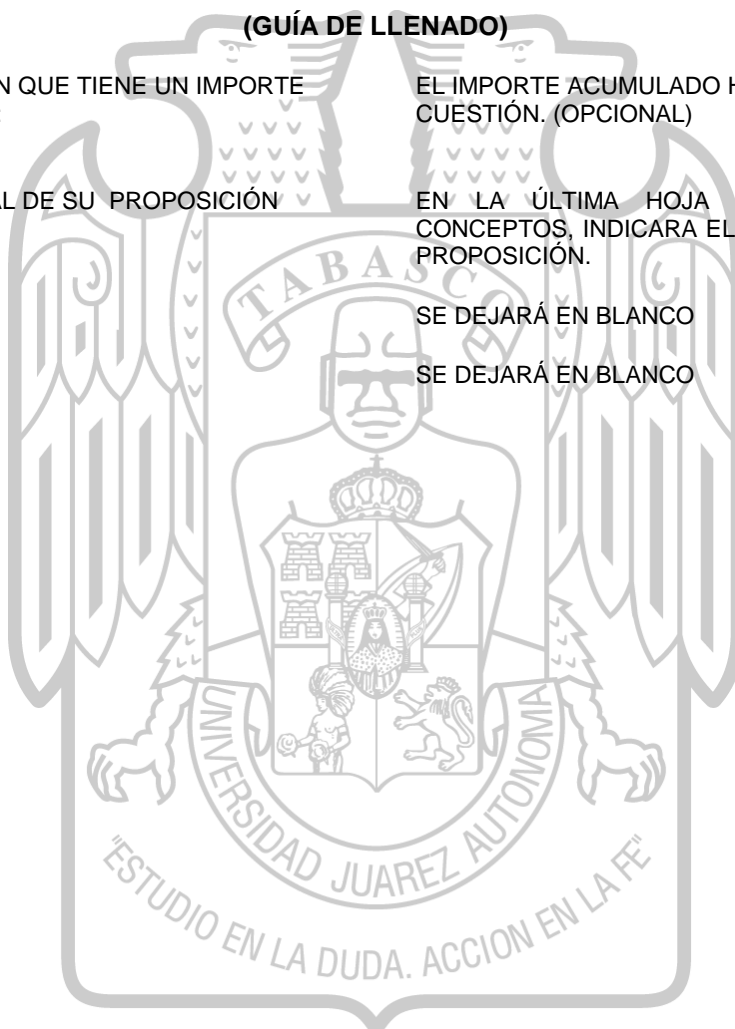 (GUÍA DE LLENADO)
N QUE TIENE UN IMPORTE
EL IMPORTE ACUMULADO H
CUESTIÓN. (OPCIONAL)
AL DE SU PROPOSICIÓN
EN LA ÚLTIMA HOJA
CONCEPTOS, INDICARA EL
PROPOSICIÓN.
SE DEJARÁ EN BLANCO
SE DEJARÁ EN BLANCO
TABASCO
UNIVERSIDAD JUAREZ AUTONOMA
"ESTUDIO EN LA DUDA. ACCION EN LA FE"